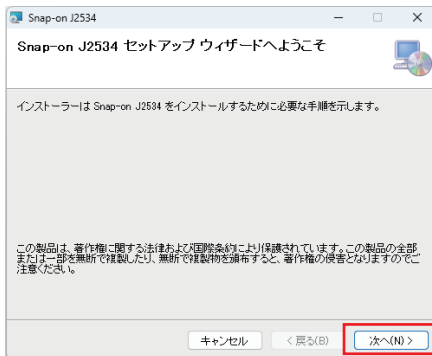 Snap-on J2534
Snap-on J2534 セットアップ ウィザードへようこそ
インストーラーは Snap-on J2534 をインストールするために必要な手順を示します。
この製品は、著作権に関する法律および国際条約により保護されています。この製品の全部
または一部を無断で複製したり、無断で複製物を頒布すると、著作権の侵害となりますのでご
注意ください。
キャンセル
< 戻る(B)
次へ(N) >